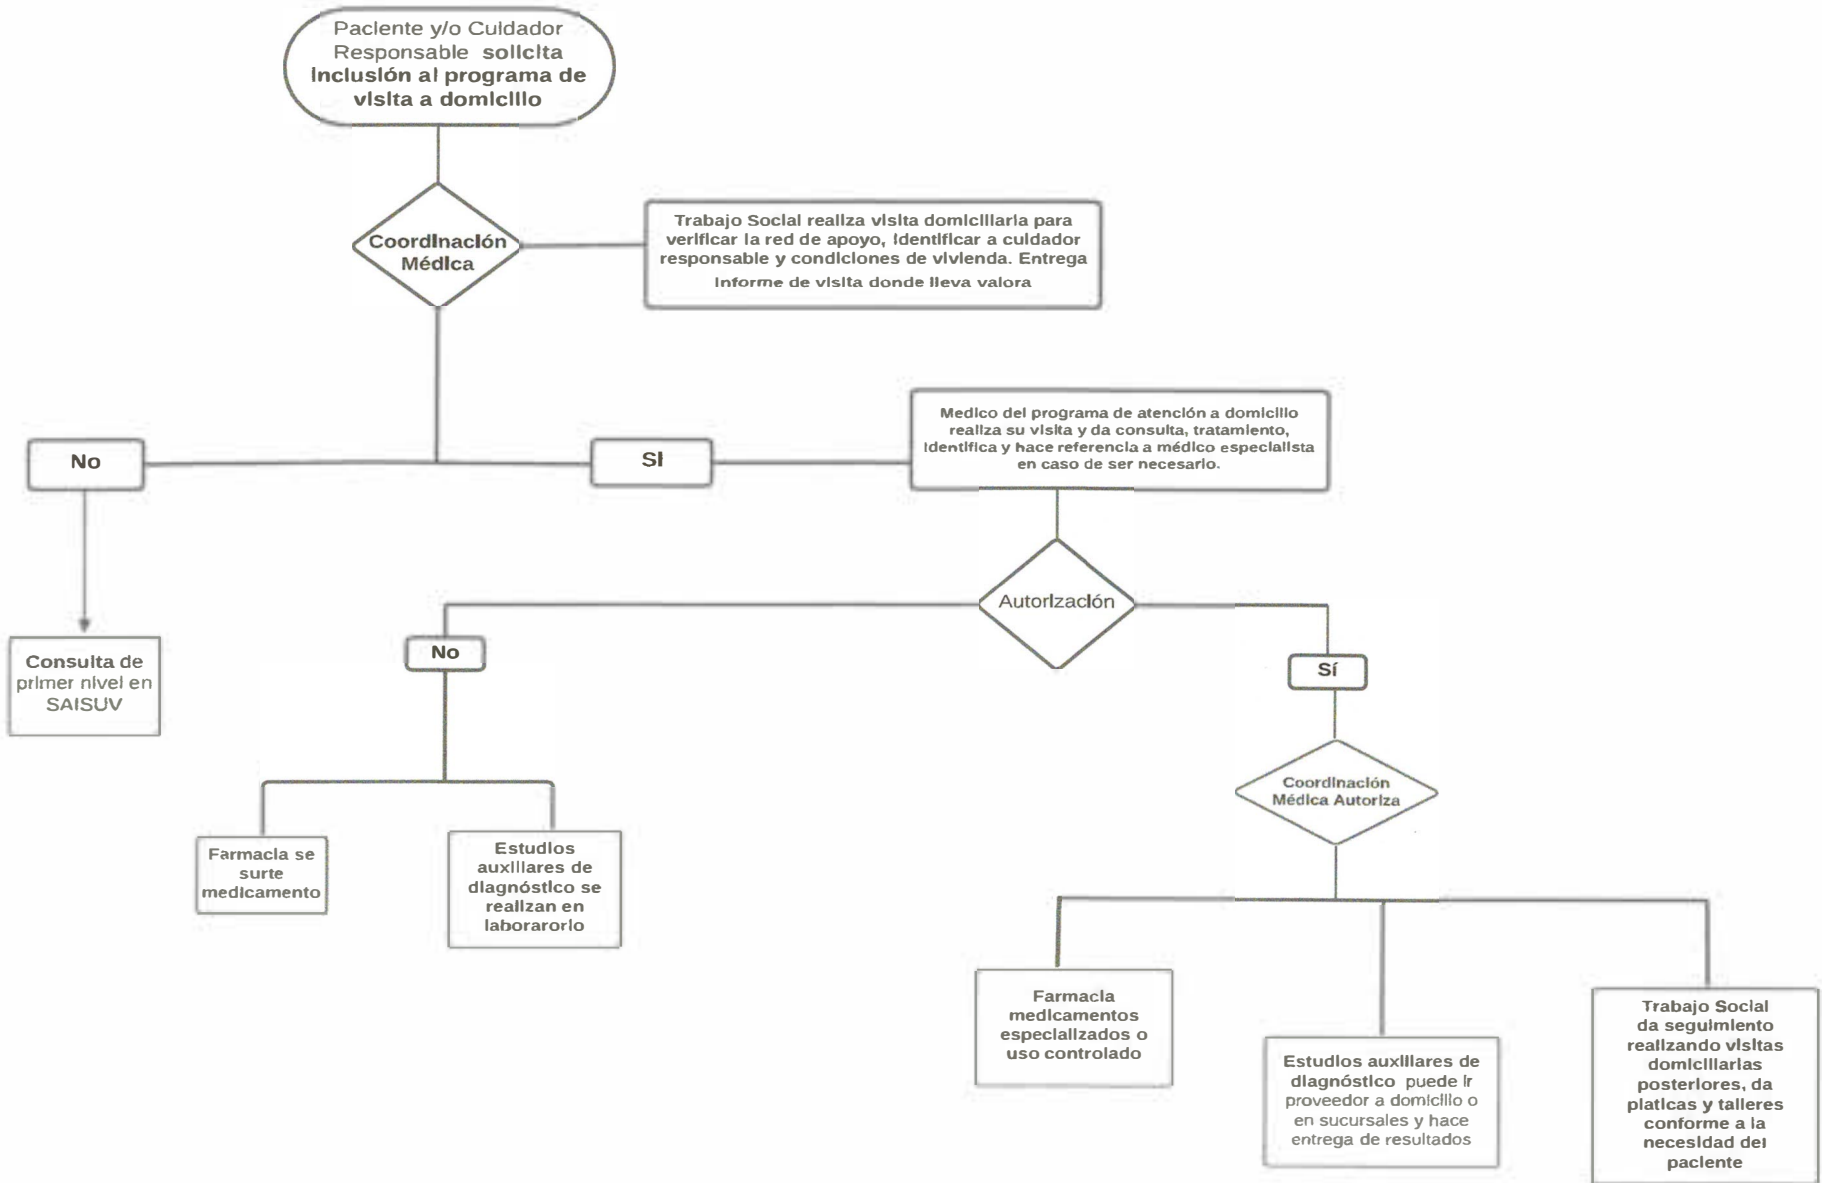 Paciente y/o Cuidador
Responsable solicita
Inclusión al programa de
visita a domicilio
Coordinación
Médica
Trabajo Social realiza visita domiciliaria para
verificar la red de apoyo, identificar a cuidador
responsable y condiciones de vivienda. Entrega
Informe de visita donde lleva valora
No
SI
Medico del programa de atención a domicilio
realiza su visita y da consulta, tratamiento,
identifica y hace referencia a médico especialista
en caso de ser necesario.
Consulta de
primer nivel en
SAISUV
Autorización
No
Sí
Farmacia se
surte
medicamento
Estudios
auxiliares de
diagnóstico se
realizan en
laborarorio
Coordinación
Médica Autoriza
Farmacia
medicamentos
especializados o
uso controlado
Estudios auxiliares de
diagnóstico puede ir
proveedor a domicilio o
en sucursales y hace
entrega de resultados
Trabajo Social
da seguimiento
realizando visitas
domiciliarias
posteriores, da
platicas y talleres
conforme a la
necesidad del
paciente